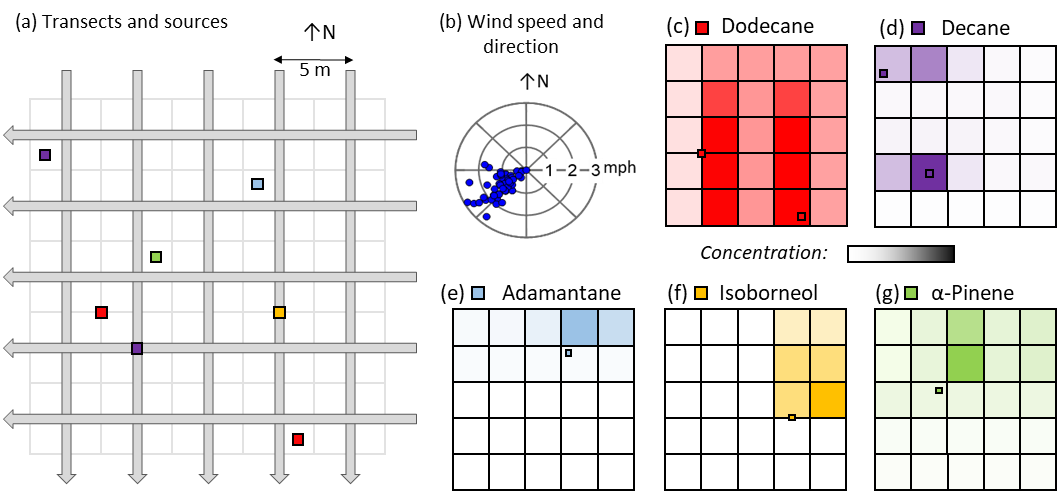 (a) Transects and sources
↑N
5 m
(b) Wind speed and
direction
↑N
1–2–3 mph
(c) Dodecane
(d) Decane
Concentration:
(e) Adamantane
(f) Isoborneol
(g) α-Pinene